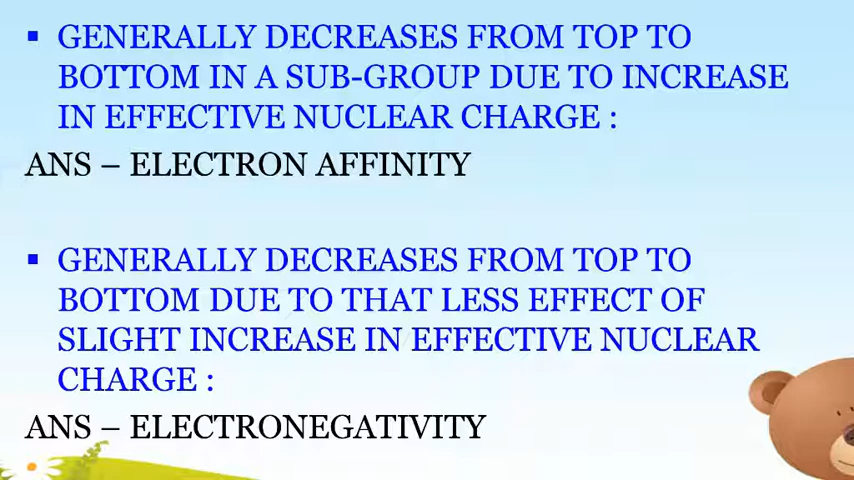 ▪ GENERALLY DECREASES FROM TOP TO
BOTTOM IN A SUB-GROUP DUE TO INCREASE
IN EFFECTIVE NUCLEAR CHARGE :
ANS – ELECTRON AFFINITY
▪ GENERALLY DECREASES FROM TOP TO
BOTTOM DUE TO THAT LESS EFFECT OF
SLIGHT INCREASE IN EFFECTIVE NUCLEAR
CHARGE :
ANS – ELECTRONEGATIVITY